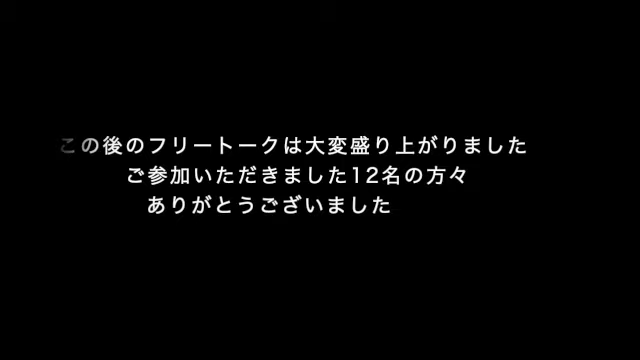 この後のフリートークは大変盛り上がりました
ご参加いただきました12名の方々
ありがとうございました